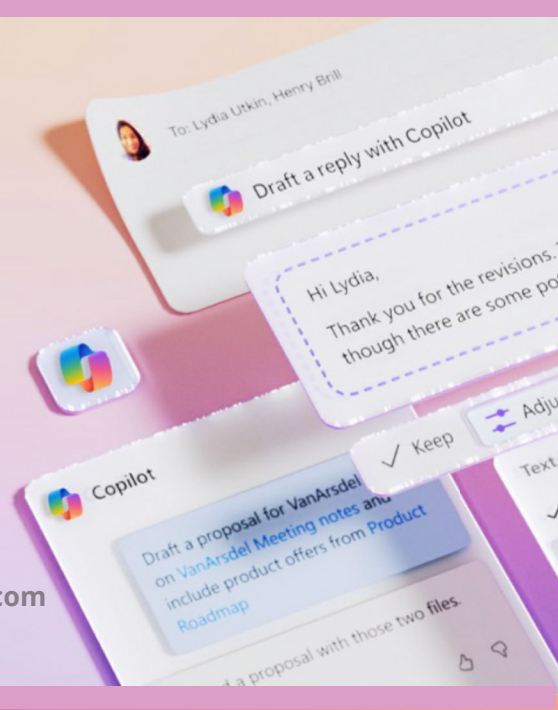 To: Lydia Utkin, Henry Brill
Draft a reply with Copilot
Hi Lydia,
Thank you for the revisions.
though there are some po
Keep
Adju
Text
Copilot
Draft a proposal for VanArsdel
on VanArsdel Meeting notes and
include product offers from Product
Roadmap
com
d a proposal with those two files.